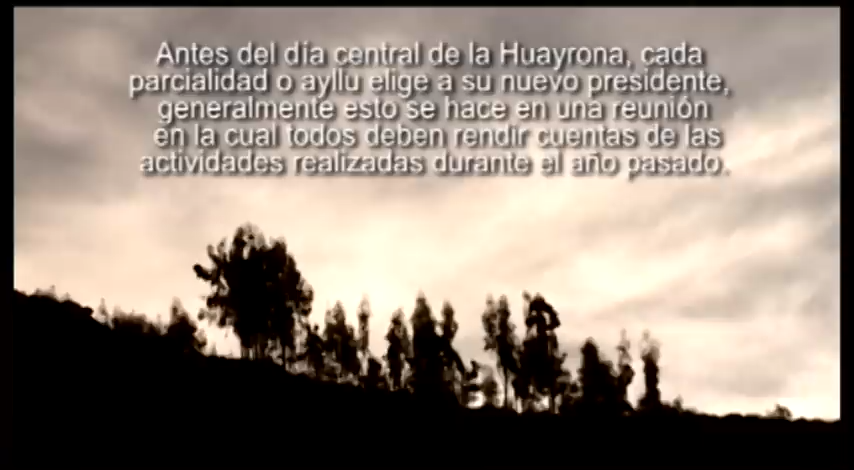 Antes del día central de la Huayrona, cada
parcialidad o ayllu elige a su nuevo presidente,
generalmente esto se hace en una reunión
en la cual todos deben rendir cuentas de las
actividades realizadas durante el año pasado.